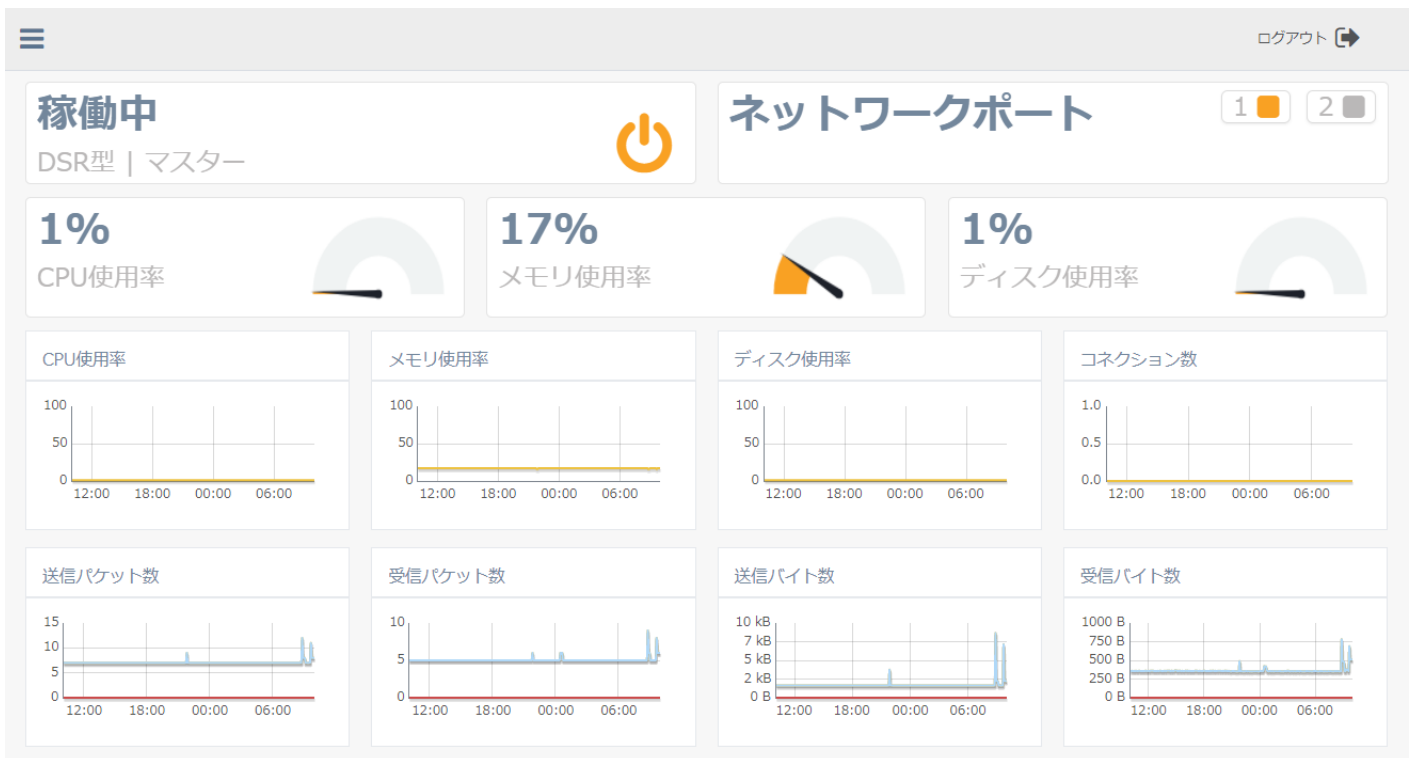 ログアウト
稼働中
DSR型 | マスター
ネットワークポート
1
2
1%
CPU使用率
17%
メモリ使用率
1%
ディスク使用率
CPU使用率
100
50
0
12:00 18:00 00:00 06:00
メモリ使用率
100
50
0
12:00 18:00 00:00 06:00
ディスク使用率
100
50
0
12:00 18:00 00:00 06:00
コネクション数
1.0
0.5
0.0
12:00 18:00 00:00 06:00
送信パケット数
15
10
5
0
12:00 18:00 00:00 06:00
受信パケット数
10
5
0
12:00 18:00 00:00 06:00
送信バイト数
10 kB
7 kB
5 kB
2 kB
0 B
12:00 18:00 00:00 06:00
受信バイト数
1000 B
750 B
500 B
250 B
0 B
12:00 18:00 00:00 06:00